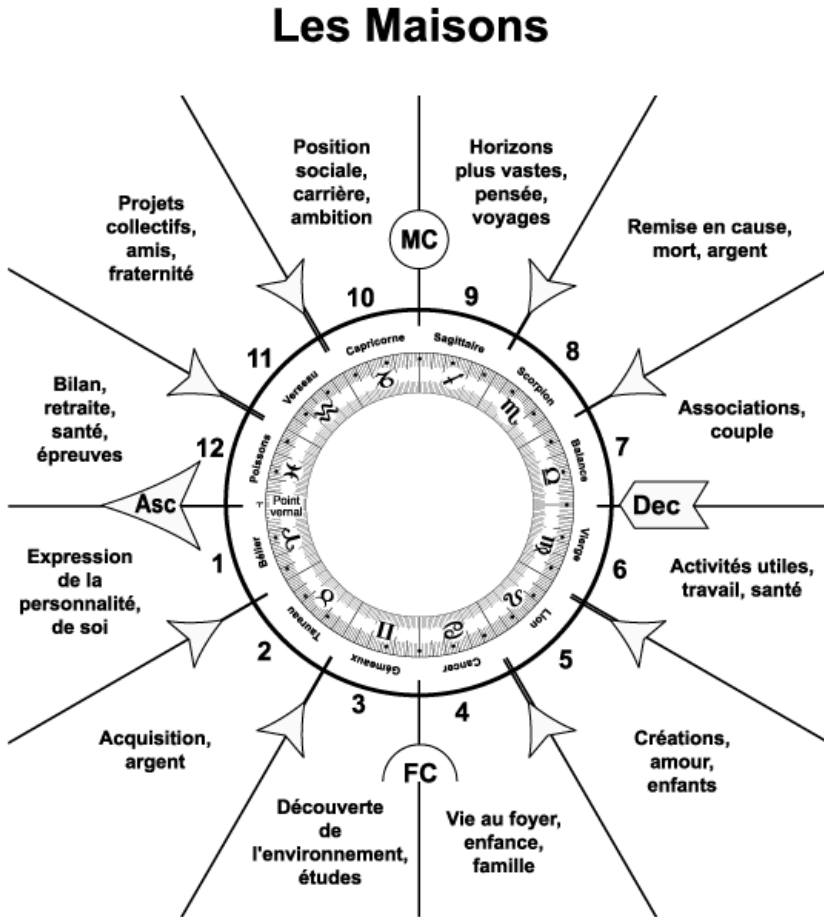 Les Maisons
Position
sociale,
carrière,
ambition
Horizons
plus vastes,
pensée,
voyages
Projets
collectifs,
amis,
fraternité
Remise en cause,
mort, argent
MC
10
9
11
8
Capricorne
Sagittaire
Verseau
Scorpion
Bilan,
retraite,
santé,
épreuves
Associations,
couple
12
7
Poissons
Balance
Asc
Point
vernal
Dec
Bélier
Vierge
1
6
Expression
de la
personnalité,
de soi
Activités utiles,
travail, santé
Taureau
Lion
2
5
Gémeaux
Cancer
3
4
Acquisition,
argent
Créations,
amour,
enfants
FC
Découverte
de
l'environnement,
études
Vie au foyer,
enfance,
famille